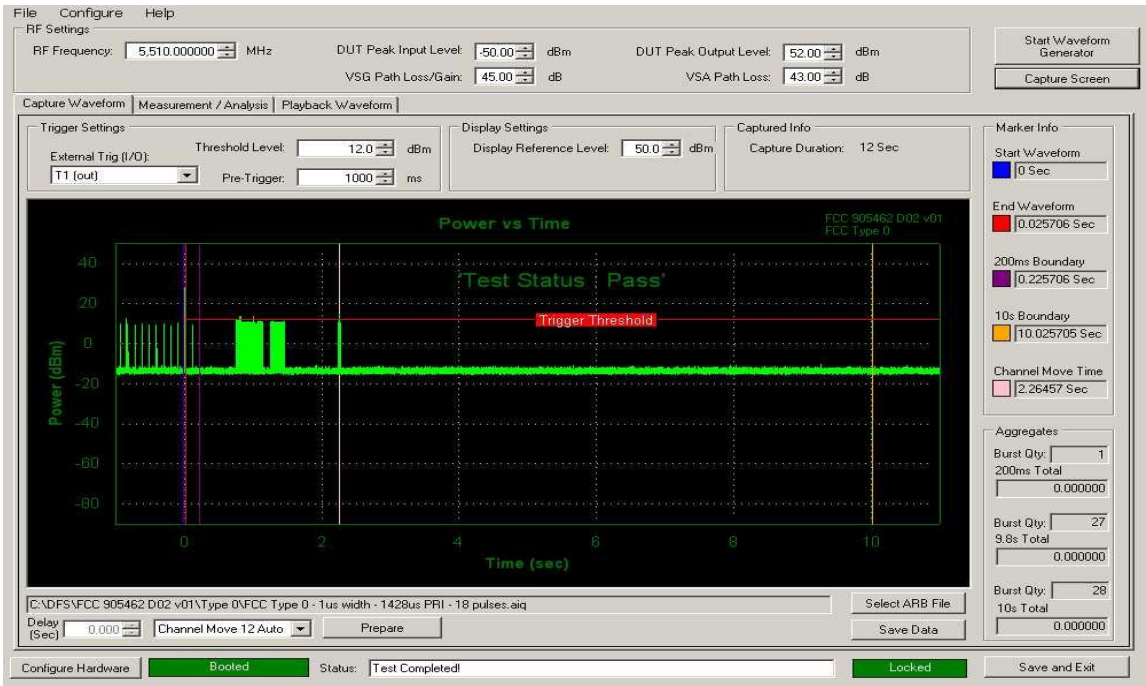 File Configure Help
RF Settings
RF Frequency: 5,510.000000 MHz DUT Peak Input Level: -50.00 dBm DUT Peak Output Level: 52.00 dBm
VSG Path Loss/Gain: 45.00 dB VSA Path Loss: 43.00 dB
Start Waveform
Generator
Capture Screen
Capture Waveform Measurement / Analysis Playback Waveform
Trigger Settings
External Trig (I/O): Threshold Level: 12.0 dBm
T1 (out) Pre-Trigger: 1000 ms
Display Settings
Display Reference Level: 50.0 dBm
Captured Info
Capture Duration: 12 Sec
Power vs Time
FCC 905462 D02 v01
FCC Type 0
'Test Status : Pass'
Trigger Threshold
Power (dBm)
40
20
0
-20
-40
-60
-80
0 2 4 6 8 10
Time (sec)
Marker Info
Start Waveform
0 Sec
End Waveform
0.025706 Sec
200ms Boundary
0.225706 Sec
10s Boundary
10.025705 Sec
Channel Move Time
2.26457 Sec
Aggregates
Burst Qty: 1
200ms Total
0.000000
Burst Qty: 27
9.8s Total
0.000000
Burst Qty: 28
10s Total
0.000000
C:\DFS\FCC 905462 D02 v01\Type 0\FCC Type 0 - 1us width - 1428us PRI - 18 pulses.aiq Select ARB File
Delay
(Sec) 0.000 Channel Move 12 Auto Prepare Save Data
Configure Hardware Booted Status: Test Completed! Locked Save and Exit